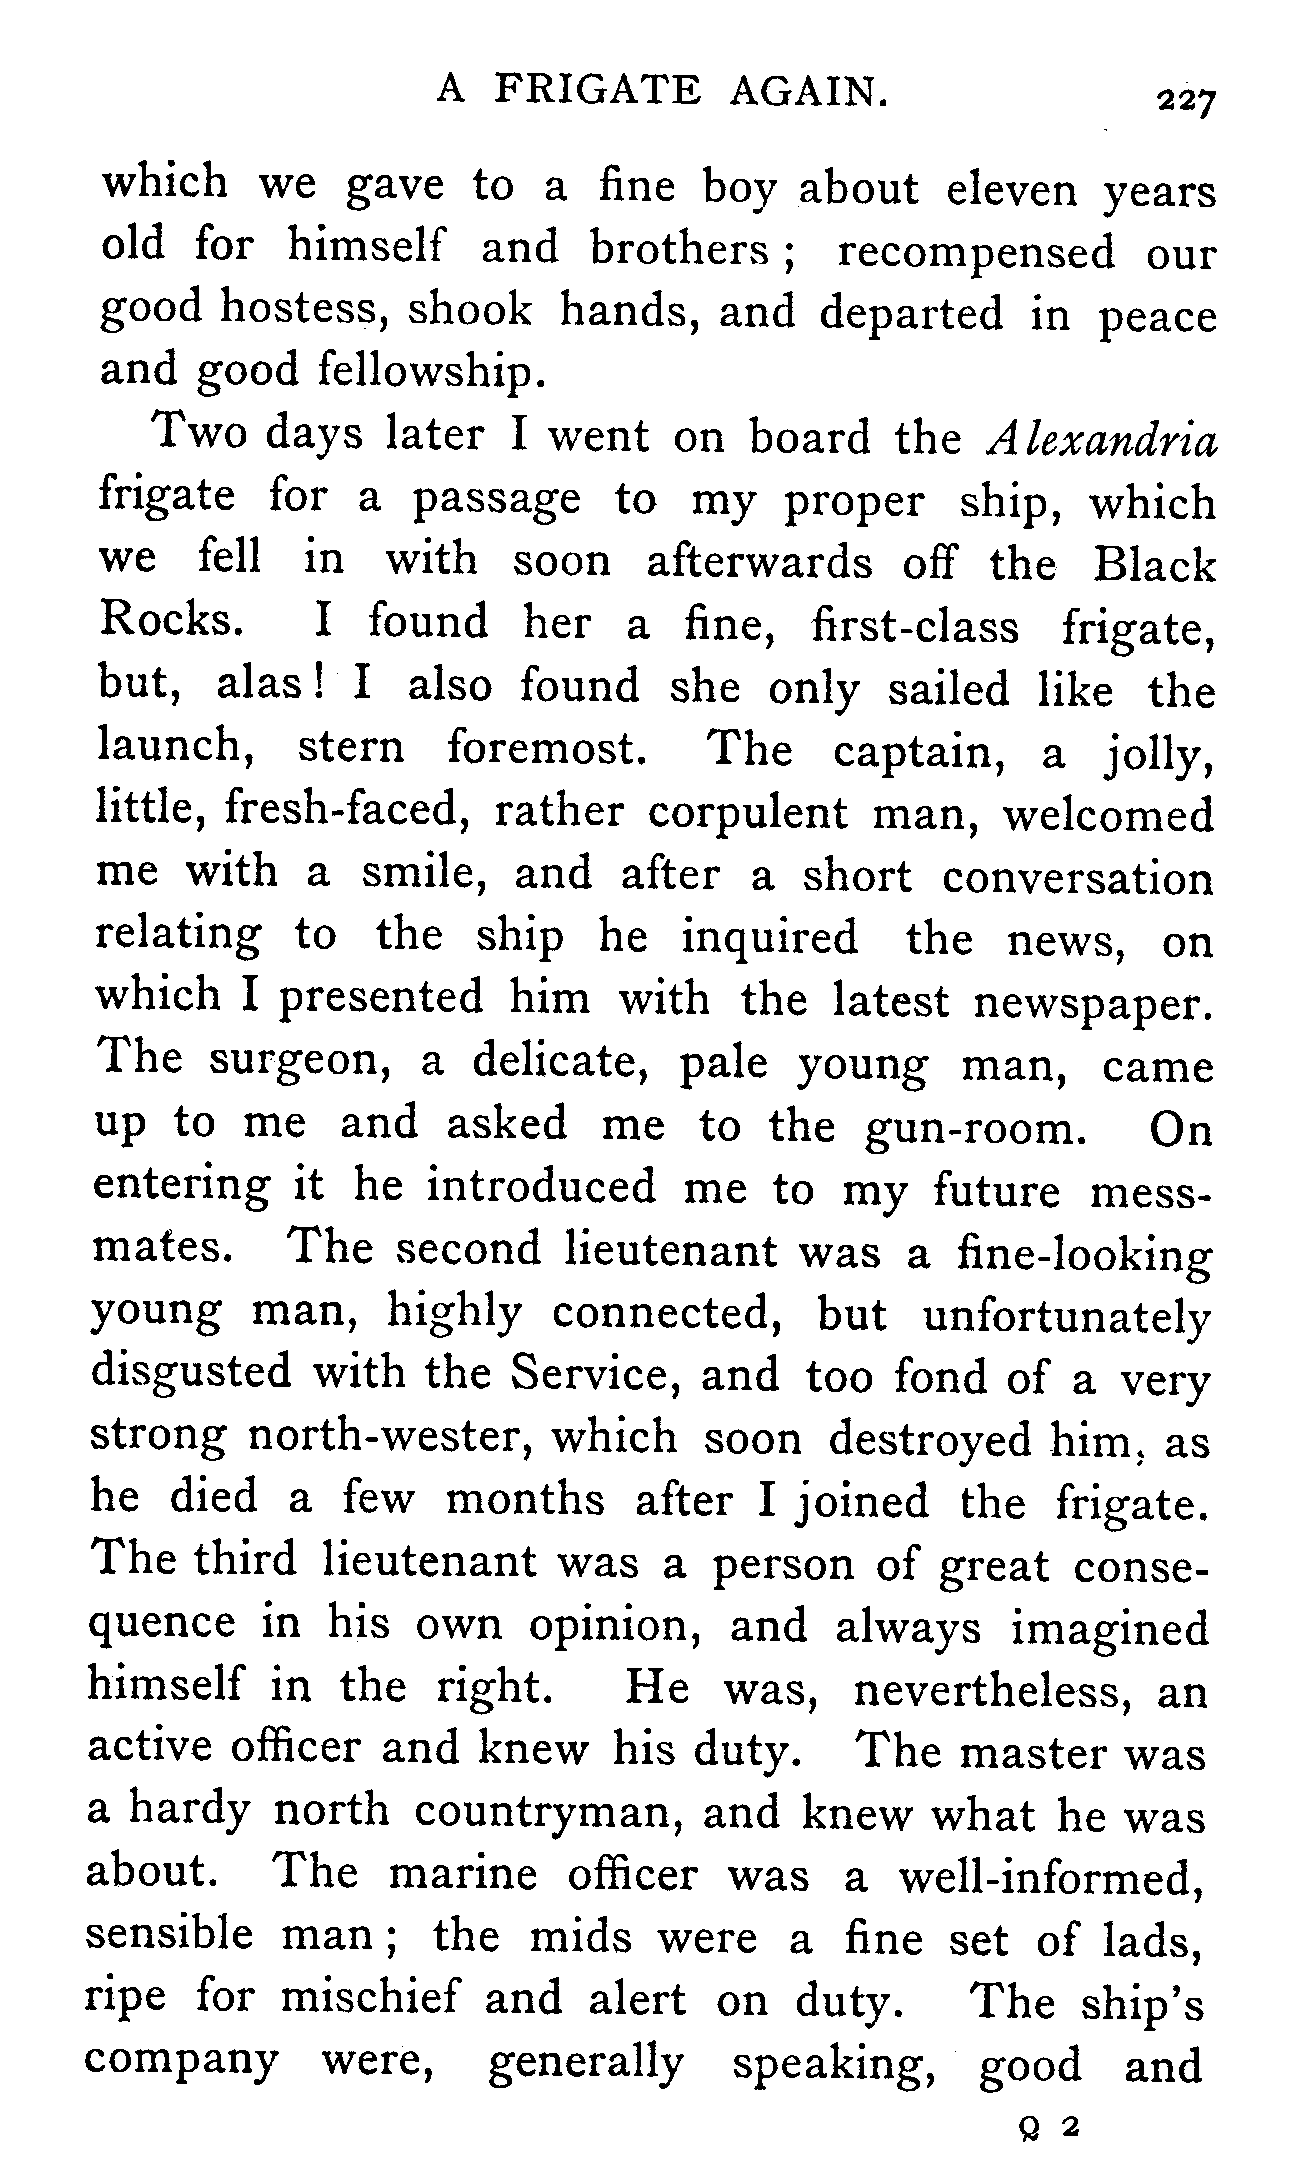 A FRIGATE AGAIN. 227
which we gave to a fine boy about eleven years
old for himself and brothers ; recompensed our
good hostess, shook hands, and departed in peace
and good fellowship.
Two days later I went on board the Alexandria
frigate for a passage to my proper ship, which
we fell in with soon afterwards off the Black
Rocks. I found her a fine, first-class frigate,
but, alas ! I also found she only sailed like the
launch, stern foremost. The captain, a jolly,
little, fresh-faced, rather corpulent man, welcomed
me with a smile, and after a short conversation
relating to the ship he inquired the news, on
which I presented him with the latest newspaper.
The surgeon, a delicate, pale young man, came
up to me and asked me to the gun-room. On
entering it he introduced me to my future mess-
mates. The second lieutenant was a fine-looking
young man, highly connected, but unfortunately
disgusted with the Service, and too fond of a very
strong north-wester, which soon destroyed him, as
he died a few months after I joined the frigate.
The third lieutenant was a person of great conse-
quence in his own opinion, and always imagined
himself in the right. He was, nevertheless, an
active officer and knew his duty. The master was
a hardy north countryman, and knew what he was
about. The marine officer was a well-informed,
sensible man ; the mids were a fine set of lads,
ripe for mischief and alert on duty. The ship's
company were, generally speaking, good and
Q 2